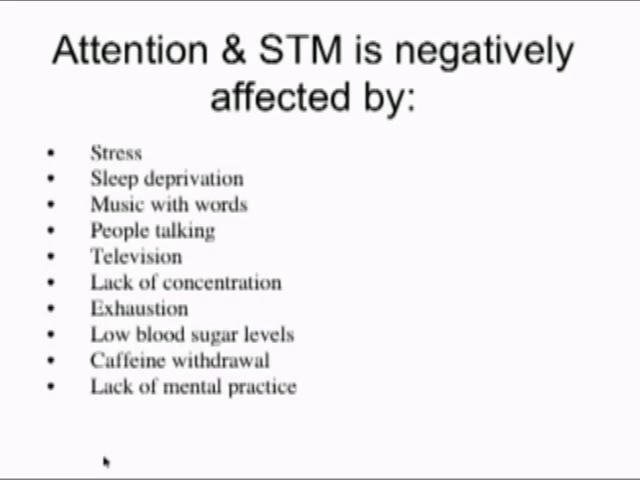 Attention & STM is negatively
affected by:
• Stress
• Sleep deprivation
• Music with words
• People talking
• Television
• Lack of concentration
• Exhaustion
• Low blood sugar levels
• Caffeine withdrawal
• Lack of mental practice